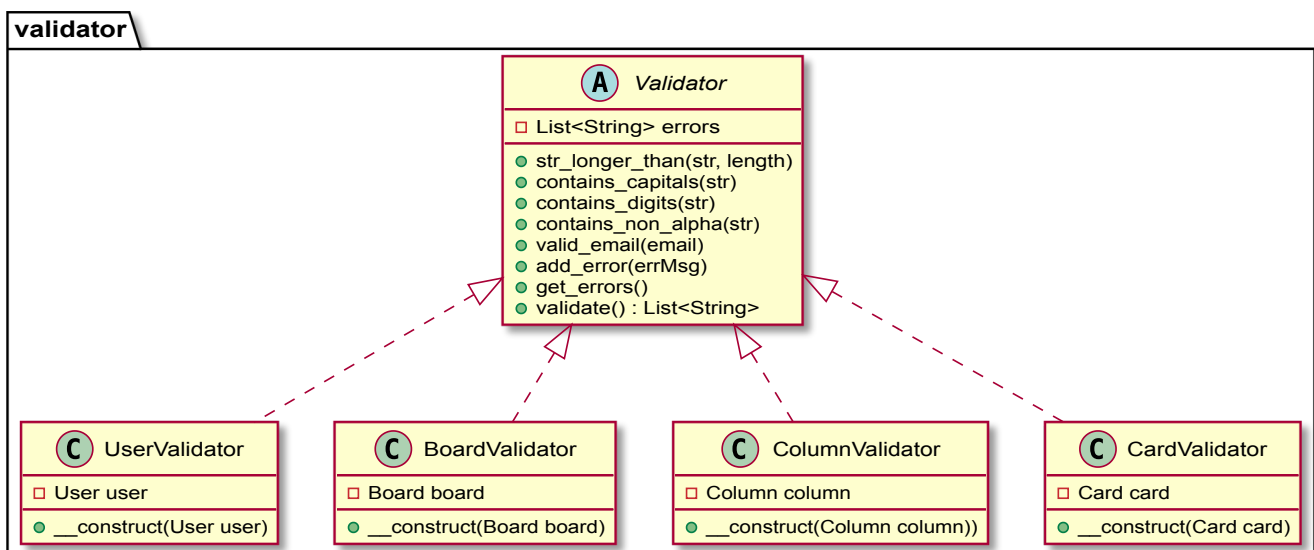 validator
A Validator
List<String> errors
str_longer_than(str, length)
contains_capitals(str)
contains_digits(str)
contains_non_alpha(str)
valid_email(email)
add_error(errMsg)
get_errors()
validate() : List<String>
C UserValidator
User user
__construct(User user)
C BoardValidator
Board board
__construct(Board board)
C ColumnValidator
Column column
__construct(Column column))
C CardValidator
Card card
__construct(Card card)